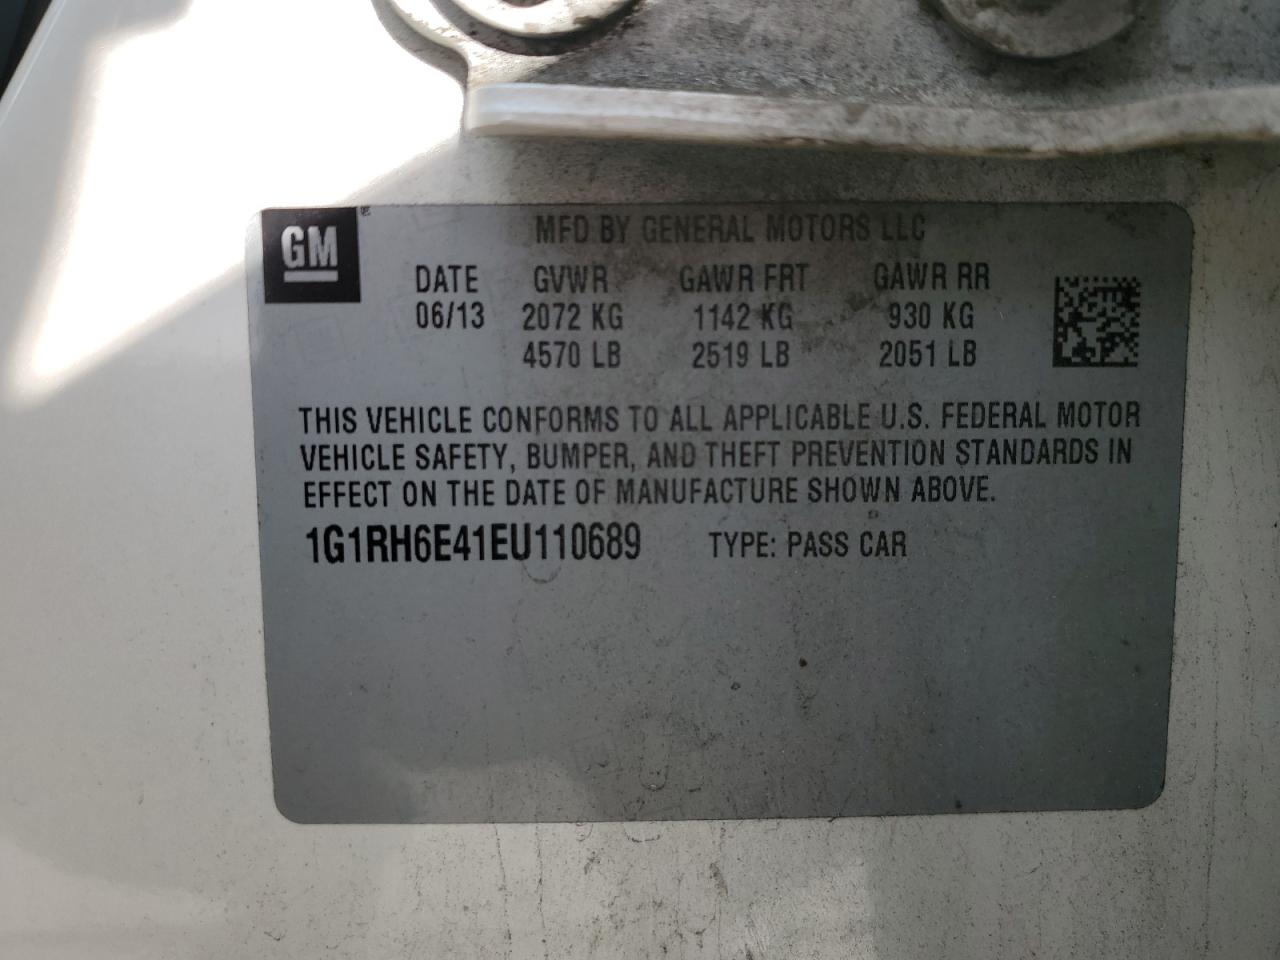 GM ®
MFD BY GENERAL MOTORS LLC
DATE GVWR GAWR FRT GAWR RR
06/13 2072 KG 1142 KG 930 KG
4570 LB 2519 LB 2051 LB
THIS VEHICLE CONFORMS TO ALL APPLICABLE U.S. FEDERAL MOTOR
VEHICLE SAFETY, BUMPER, AND THEFT PREVENTION STANDARDS IN
EFFECT ON THE DATE OF MANUFACTURE SHOWN ABOVE.
1G1RH6E41EU110689 TYPE: PASS CAR